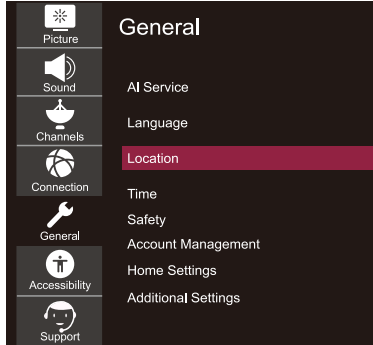 Picture
Sound
Channels
Connection
General
Accessibility
Support
General
AI Service
Language
Location
Time
Safety
Account Management
Home Settings
Additional Settings